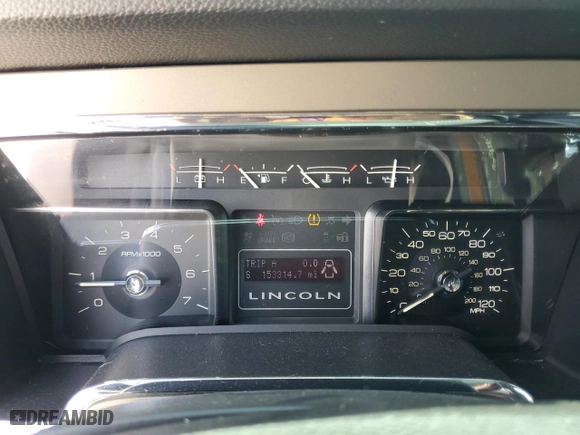 L H E F C H L H
0 1 2 3 4 5 6 7
RPMx1000
TRIP A 0.0
S 153314.7 mi
LINCOLN
0 10 20 30 40 50 60 70 80 90 100 110 120
MPH
DREAMBID